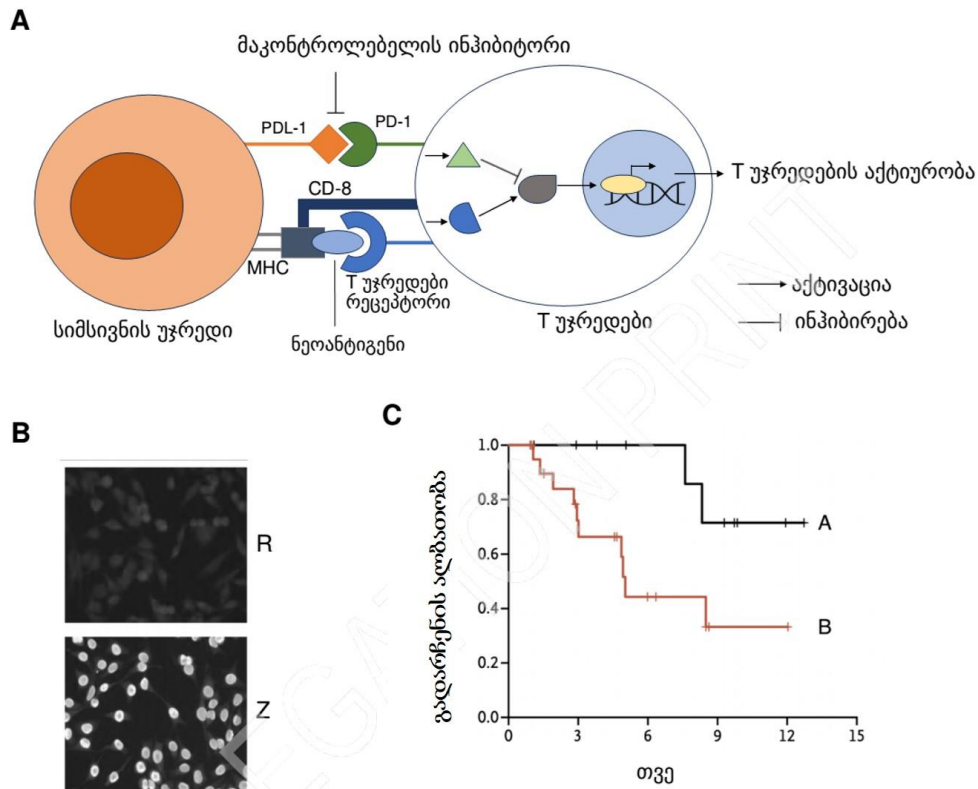 A
მაკონტროლებელის ინჰიბიტორი
PDL-1
PD-1
CD-8
MHC
T უჯრედები
რეცეპტორი
სიმსივნის უჯრედი
ნეოანტიგენი
T უჯრედები
T უჯრედების აქტიურობა
აქტივაცია
ინჰიბირება
B
R
Z
C
გადარჩენის ალბათობა
1.0
0.8
0.6
0.4
0.2
0.0
0
3
6
9
12
15
A
B
თვე
EGATION PRINT